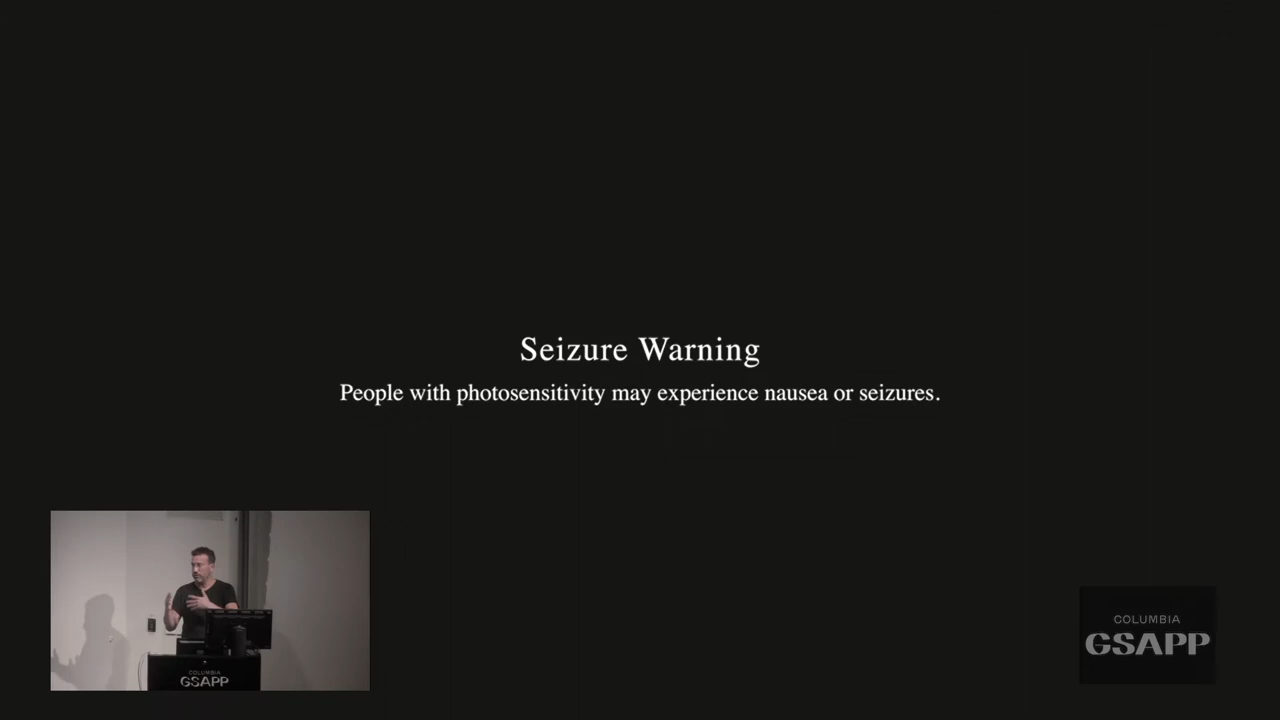 Seizure Warning
People with photosensitivity may experience nausea or seizures.
COLUMBIA
GSAPP
COLUMBIA
GSAPP